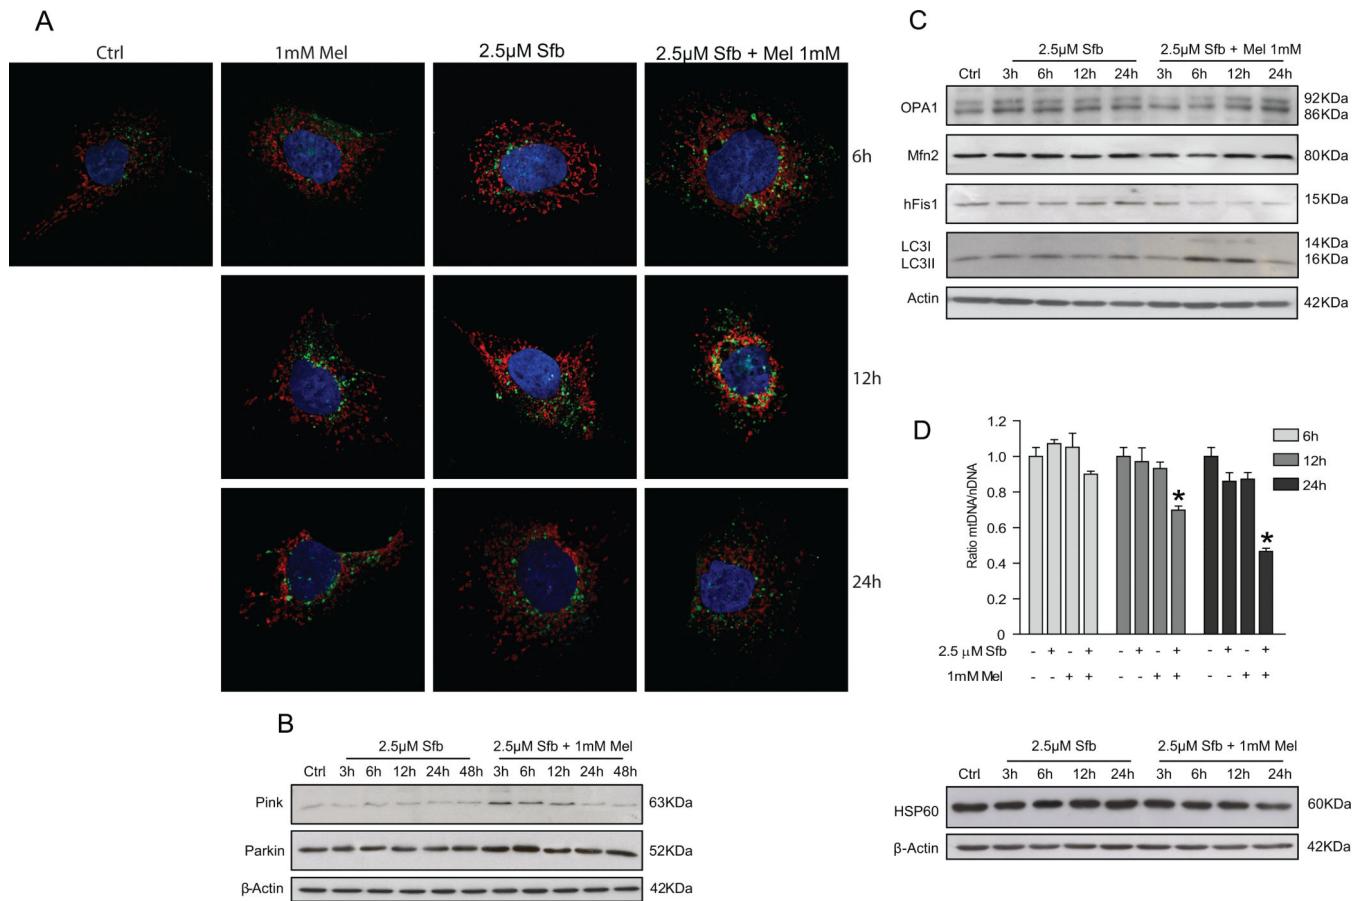 A
Ctrl
1mM Mel
2.5µM Sfb
2.5µM Sfb + Mel 1mM
6h
12h
24h
B
2.5µM Sfb
2.5µM Sfb + 1mM Mel
Ctrl 3h 6h 12h 24h 48h 3h 6h 12h 24h 48h
Pink 63KDa
Parkin 52KDa
β-Actin 42KDa
C
2.5µM Sfb
2.5µM Sfb + Mel 1mM
Ctrl 3h 6h 12h 24h 3h 6h 12h 24h
OPA1
92KDa
86KDa
Mfn2 80KDa
hFis1 15KDa
LC3I 14KDa
LC3II 16KDa
Actin 42KDa
D
6h
12h
24h
Ratio mtDNA/nDNA
1.2
1.0
0.8
0.6
0.4
0.2
0
* *
2.5 µM Sfb - + - + - + - + - + - +
1mM Mel - - + + - - + + - - + +
2.5µM Sfb
2.5µM Sfb + 1mM Mel
Ctrl 3h 6h 12h 24h 3h 6h 12h 24h
HSP60 60KDa
β-Actin 42KDa